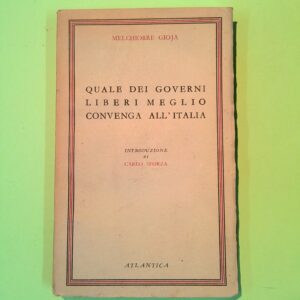 MELCHIORRE GIOJA
QUALE DEI GOVERNI
LIBERI MEGLIO
CONVENGA ALL'ITALIA
INTRODUZIONE
DI
CARLO SFORZA
ATLANTICA